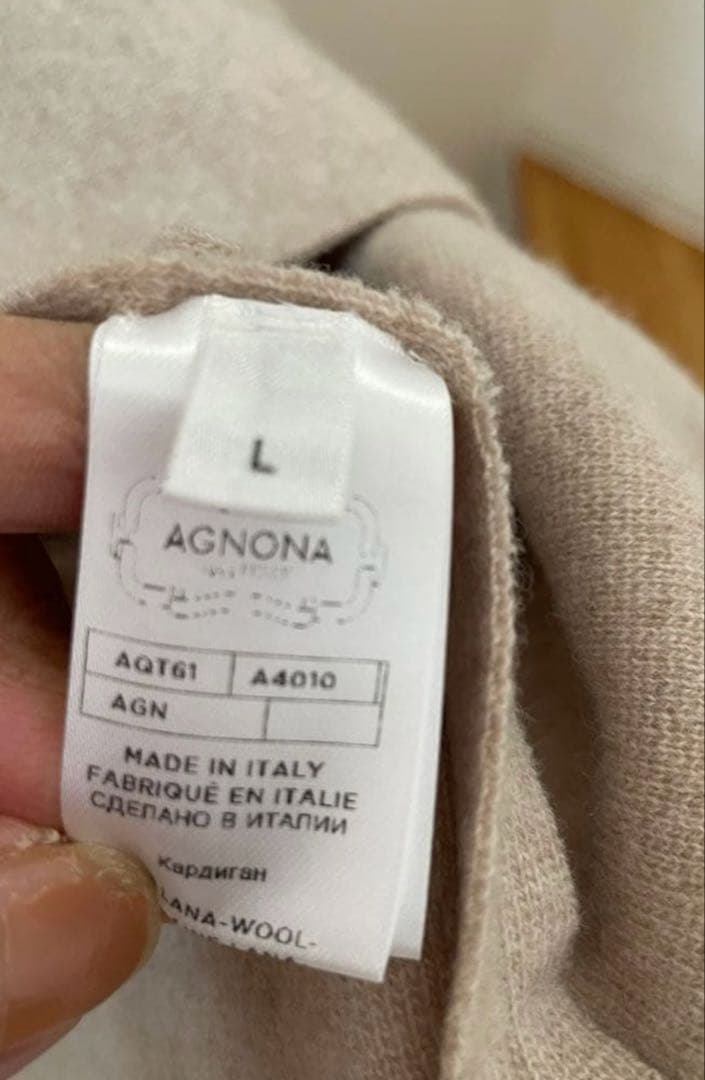 L
AGNONA
AQT61 A4010
AGN
MADE IN ITALY
FABRIQUÉ EN ITALIE
СДЕЛАНО В ИТАЛИИ
Кардиган
LANA-WOOL-